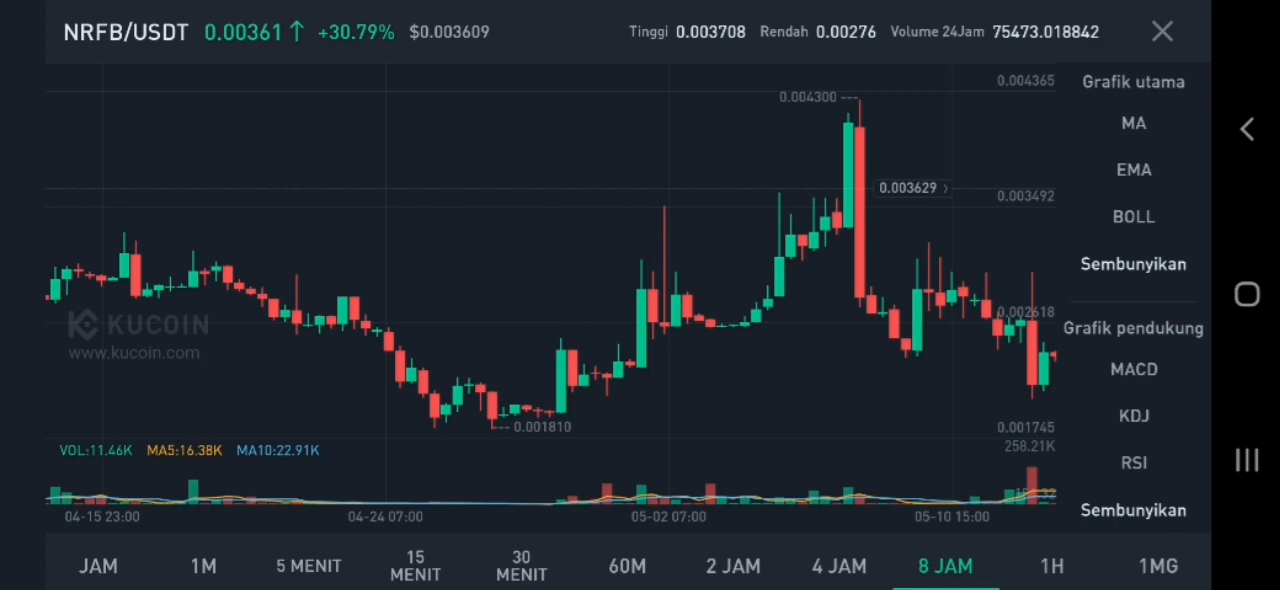 NRFB/USDT 0.00361↑ +30.79% $0.003609 Tinggi 0.003708 Rendah 0.00276 Volume 24Jam 75473.018842
0.004365
Grafik utama
0.004300
MA
EMA
0.003629 ›
0.003492
BOLL
Sembunyikan
0.002618
KUCOIN
www.kucoin.com
Grafik pendukung
MACD
KDJ
0.001810
0.001745
VOL:11.46K MA5:16.38K MA10:22.91K
258.21K
RSI
Sembunyikan
04-15 23:00 04-24 07:00 05-02 07:00 05-10 15:00
JAM 1M 5 MENIT 15 MENIT 30 MENIT 60M 2 JAM 4 JAM 8 JAM 1H 1MG